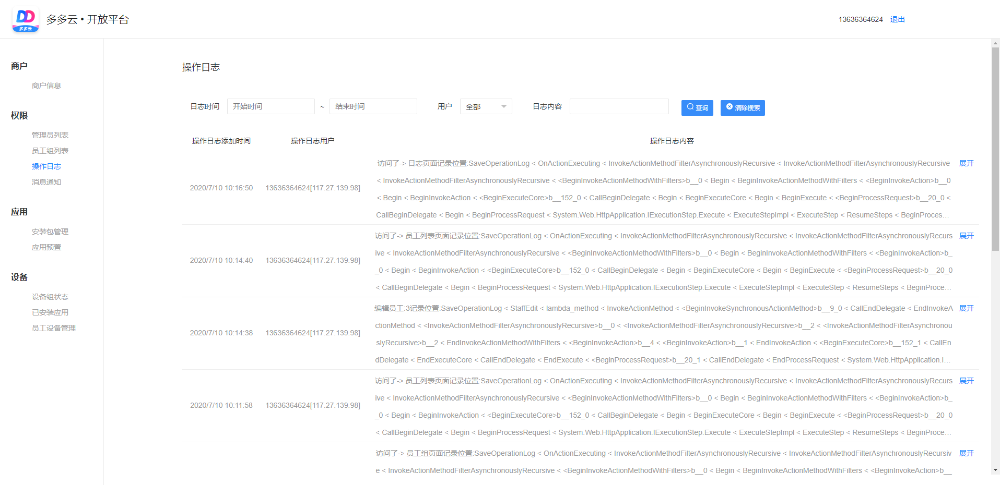 多多云 • 开放平台
多多云
13636364624 退出
商户
商户信息
权限
管理员列表
员工组列表
操作日志
消息通知
应用
安装包管理
应用预置
设备
设备组状态
已安装应用
员工设备管理
操作日志
日志时间 开始时间 ~ 结束时间 用户 全部 日志内容 查询 清除搜索
操作日志添加时间 操作日志用户 操作日志内容
访问了-> 日志页面记录位置:SaveOperationLog < OnActionExecuting < InvokeActionMethodFilterAsynchronouslyRecursive < InvokeActionMethodFilterAsynchronouslyRecursive 展开
< InvokeActionMethodFilterAsynchronouslyRecursive < <BeginInvokeActionMethodWithFilters>b__0 < Begin < BeginInvokeActionMethodWithFilters < <BeginInvokeAction>b__0
2020/7/10 10:16:50 13636364624[117.27.139.98]
< Begin < BeginInvokeAction < <BeginExecuteCore>b__152_0 < CallBeginDelegate < Begin < BeginExecuteCore < Begin < BeginExecute < <BeginProcessRequest>b__20_0 <
CallBeginDelegate < Begin < BeginProcessRequest < System.Web.HttpApplication.IExecutionStep.Execute < ExecuteStepImpl < ExecuteStep < ResumeSteps < BeginProces...
访问了-> 员工列表页面记录位置:SaveOperationLog < OnActionExecuting < InvokeActionMethodFilterAsynchronouslyRecursive < InvokeActionMethodFilterAsynchronouslyRecurs 展开
ive < InvokeActionMethodFilterAsynchronouslyRecursive < <BeginInvokeActionMethodWithFilters>b__0 < Begin < BeginInvokeActionMethodWithFilters < <BeginInvokeAction>b_
2020/7/10 10:14:40 13636364624[117.27.139.98]
_0 < Begin < BeginInvokeAction < <BeginExecuteCore>b__152_0 < CallBeginDelegate < Begin < BeginExecuteCore < Begin < BeginExecute < <BeginProcessRequest>b__20_0
< CallBeginDelegate < Begin < BeginProcessRequest < System.Web.HttpApplication.IExecutionStep.Execute < ExecuteStepImpl < ExecuteStep < ResumeSteps < BeginProce...
编辑员工:3记录位置:SaveOperationLog < StaffEdit < lambda_method < InvokeActionMethod < <BeginInvokeSynchronousActionMethod>b__9_0 < CallEndDelegate < EndInvokeA 展开
ctionMethod < <InvokeActionMethodFilterAsynchronouslyRecursive>b__0 < <InvokeActionMethodFilterAsynchronouslyRecursive>b__2 < <InvokeActionMethodFilterAsynchronou
2020/7/10 10:14:38 13636364624[117.27.139.98]
slyRecursive>b__2 < EndInvokeActionMethodWithFilters < <BeginInvokeAction>b__4 < <BeginInvokeAction>b__1 < EndInvokeAction < <BeginExecuteCore>b__152_1 < CallEn
dDelegate < EndExecuteCore < CallEndDelegate < EndExecute < <BeginProcessRequest>b__20_1 < CallEndDelegate < EndProcessRequest < System.Web.HttpApplication.I...
访问了-> 员工列表页面记录位置:SaveOperationLog < OnActionExecuting < InvokeActionMethodFilterAsynchronouslyRecursive < InvokeActionMethodFilterAsynchronouslyRecurs 展开
ive < InvokeActionMethodFilterAsynchronouslyRecursive < <BeginInvokeActionMethodWithFilters>b__0 < Begin < BeginInvokeActionMethodWithFilters < <BeginInvokeAction>b_
2020/7/10 10:11:58 13636364624[117.27.139.98]
_0 < Begin < BeginInvokeAction < <BeginExecuteCore>b__152_0 < CallBeginDelegate < Begin < BeginExecuteCore < Begin < BeginExecute < <BeginProcessRequest>b__20_0
< CallBeginDelegate < Begin < BeginProcessRequest < System.Web.HttpApplication.IExecutionStep.Execute < ExecuteStepImpl < ExecuteStep < ResumeSteps < BeginProce...
访问了-> 员工组页面记录位置:SaveOperationLog < OnActionExecuting < InvokeActionMethodFilterAsynchronouslyRecursive < InvokeActionMethodFilterAsynchronouslyRecursiv 展开
e < InvokeActionMethodFilterAsynchronouslyRecursive < <BeginInvokeActionMethodWithFilters>b__0 < Begin < BeginInvokeActionMethodWithFilters < <BeginInvokeAction>b__